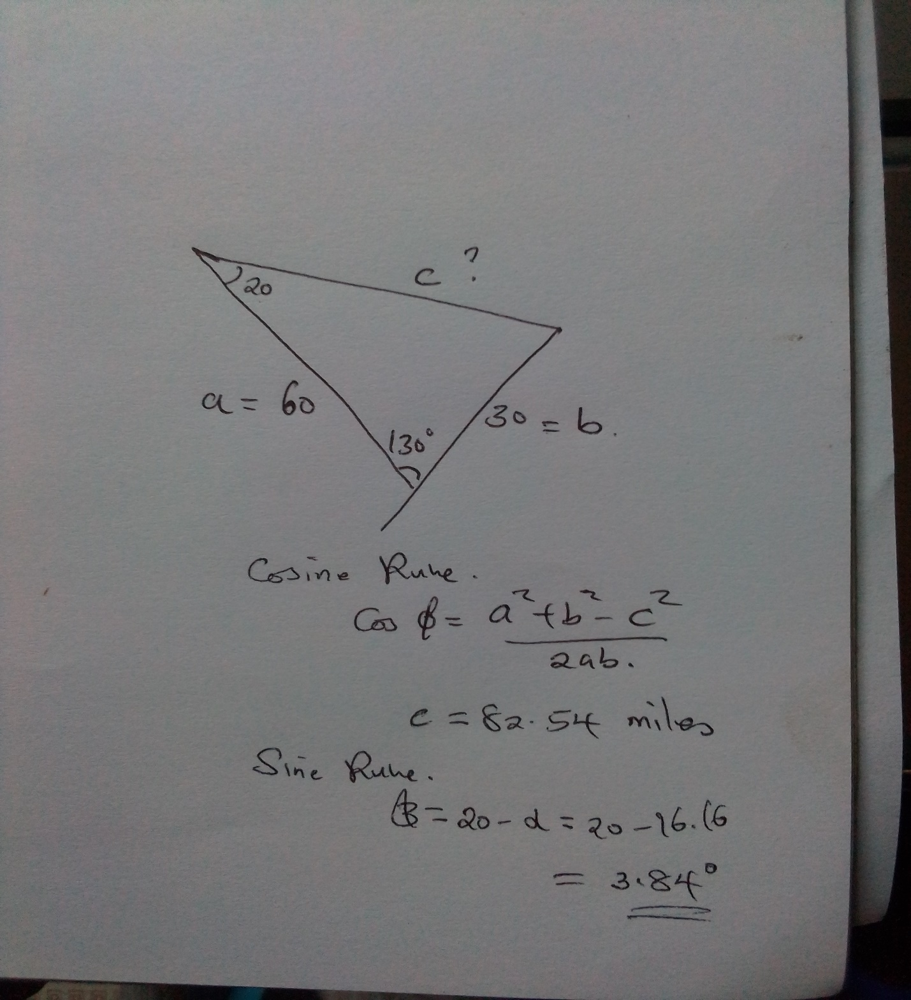 c ?
20
a = 60
130°
30 = b.
Cosine Rule.
Cos ϕ = a² + b² - c²
2ab.
c = 82.54 miles
Sine Rule.
= 20 - α = 20 - 16.16
= 3.84°